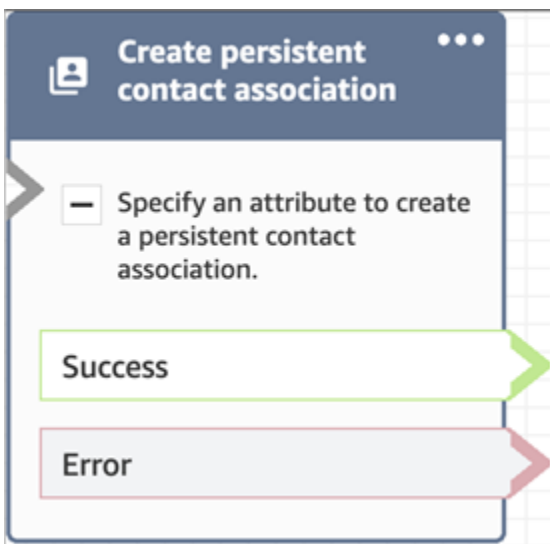 Create persistent
contact association
Specify an attribute to create
a persistent contact
association.
Success
Error